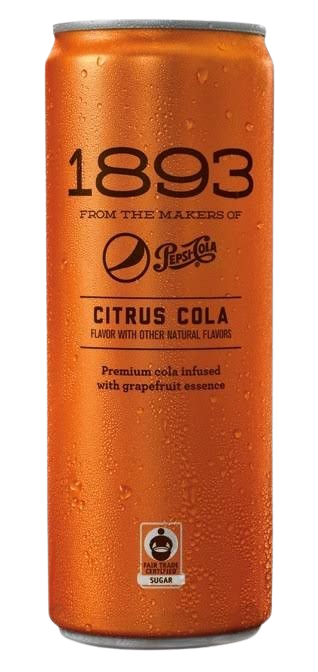 1893
FROM THE MAKERS OF
PEPSI-COLA
CITRUS COLA
FLAVOR WITH OTHER NATURAL FLAVORS
Premium cola infused
with grapefruit essence
FAIR TRADE
CERTIFIED
SUGAR